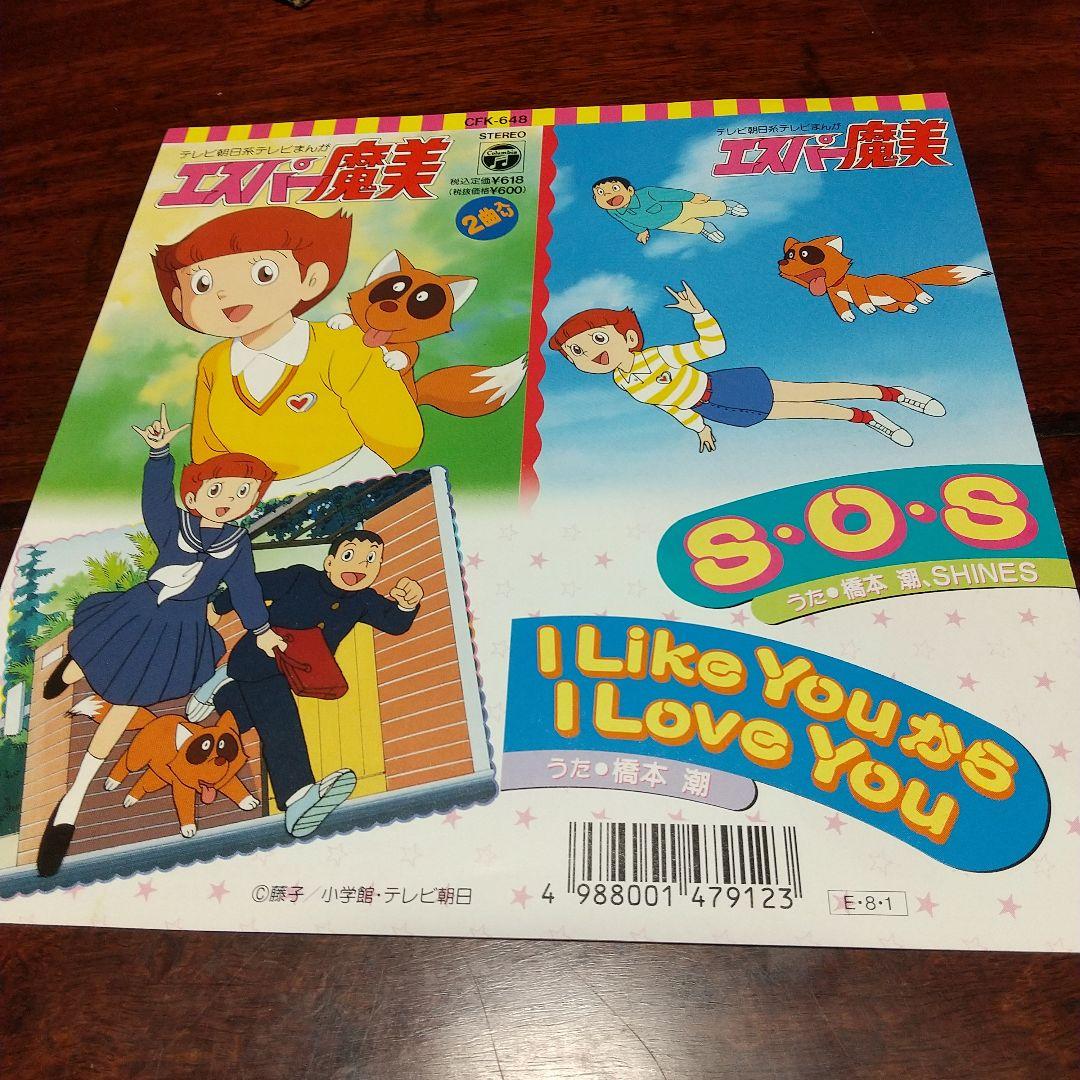 CFK-648
STEREO
Columbia
テレビ朝日系テレビまんが
エスパー魔美
税込定価¥618
(税抜価格¥600)
2曲入り
テレビ朝日系テレビまんが
エスパー魔美
S・O・S
うた●橋本 潮、SHINES
I Like Youから
I Love You
うた●橋本 潮
©藤子/小学館・テレビ朝日
4 988001 479123
E・8・1